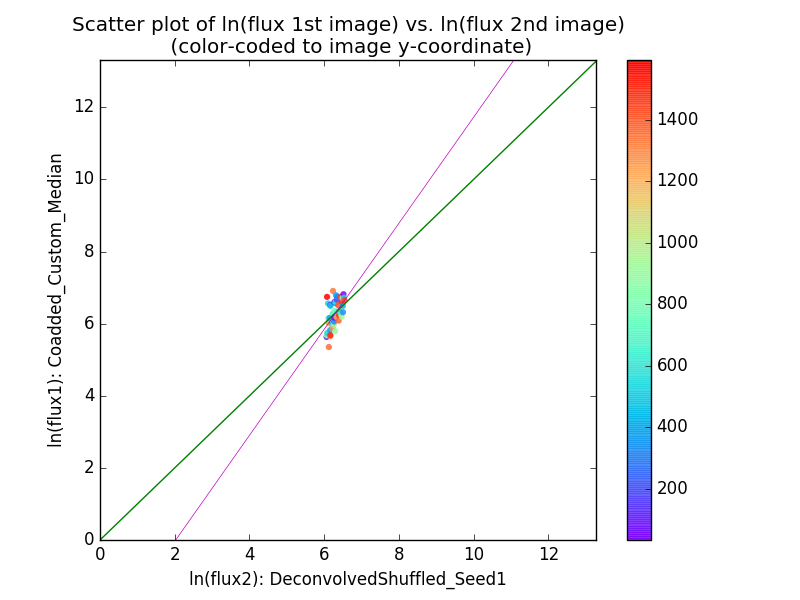 Scatter plot of ln(flux 1st image) vs. ln(flux 2nd image)
(color-coded to image y-coordinate)
12
10
8
6
4
2
0
ln(flux1): Coadded_Custom_Median
0 2 4 6 8 10 12
ln(flux2): DeconvolvedShuffled_Seed1
1400
1200
1000
800
600
400
200